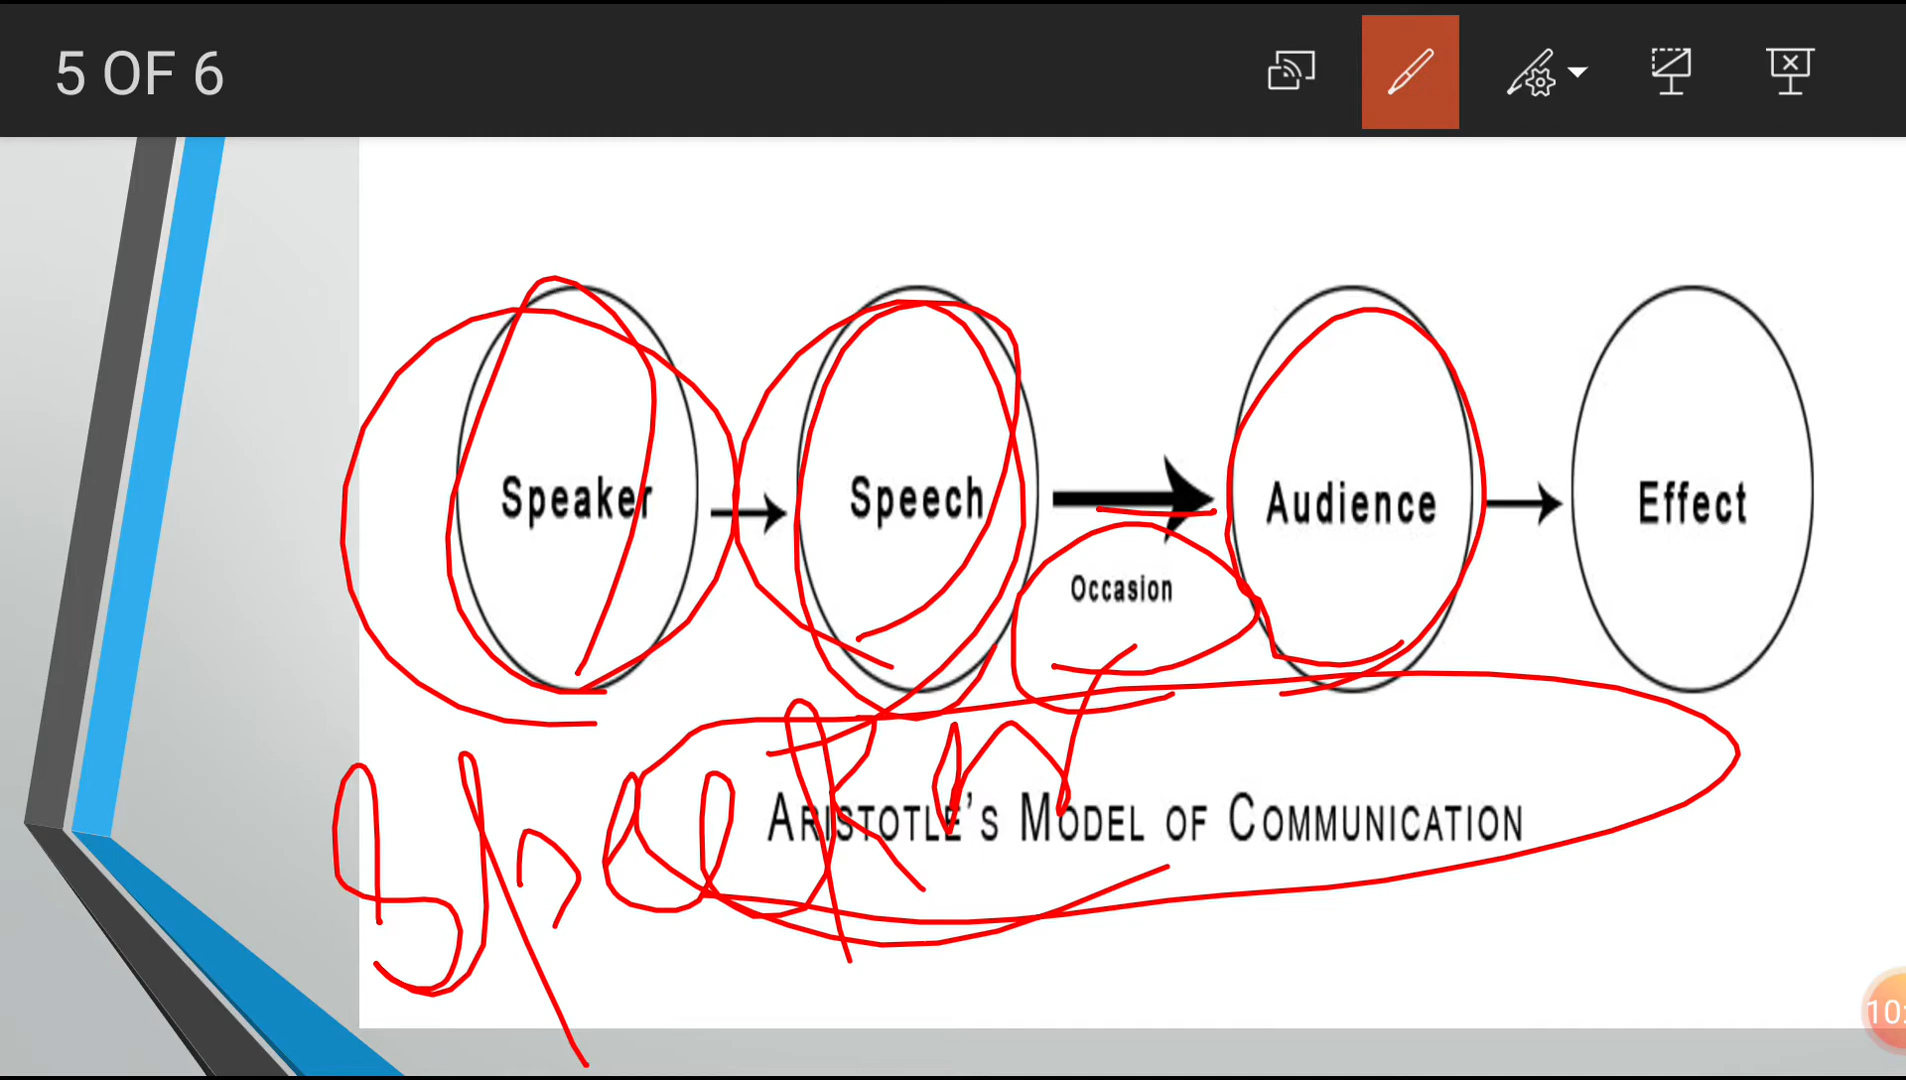 5 OF 6
Speaker Speech Audience Effect
Occasion
ARISTOTLE'S MODEL OF COMMUNICATION